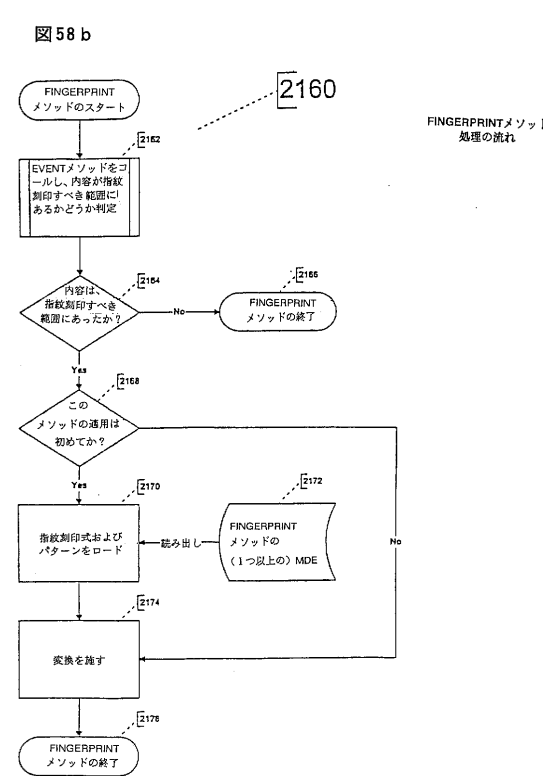 図58b
FINGERPRINT
メソッドのスタート
2160
FINGERPRINTメソッド
処理の流れ
2162
EVENTメソッドをコ
ールし、内容が指紋
刻印すべき範囲に
あるかどうか判定
2164
内容は、
指紋刻印すべき
範囲にあったか？
No
2166
FINGERPRINT
メソッドの終了
Yes
2168
この
メソッドの適用は
初めてか？
Yes
2170
指紋刻印式および
パターンをロード
読み出し
2172
FINGERPRINT
メソッドの
（1つ以上の）MDE
No
2174
変換を施す
2176
FINGERPRINT
メソッドの終了